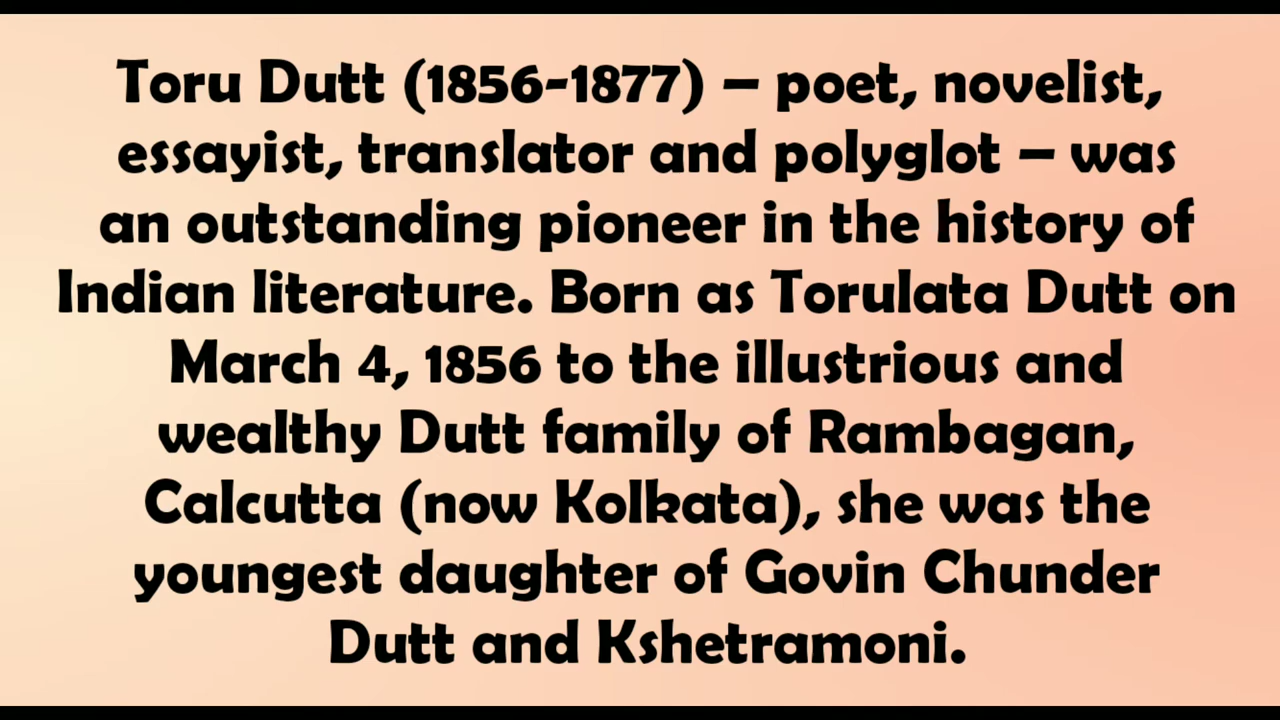 Toru Dutt (1856-1877) – poet, novelist,
essayist, translator and polyglot – was
an outstanding pioneer in the history of
Indian literature. Born as Torulata Dutt on
March 4, 1856 to the illustrious and
wealthy Dutt family of Rambagan,
Calcutta (now Kolkata), she was the
youngest daughter of Govin Chunder
Dutt and Kshetramoni.